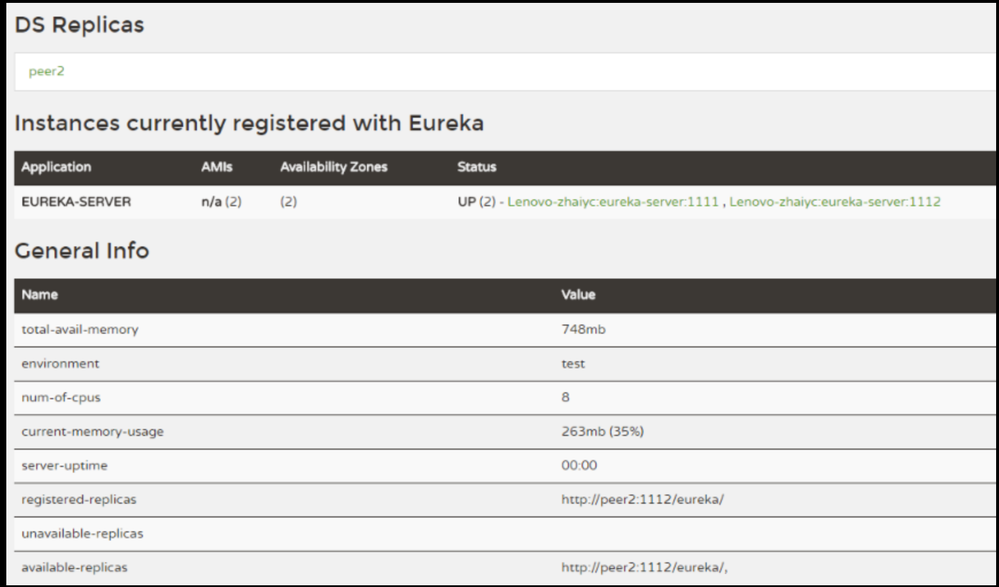 DS Replicas
peer2
Instances currently registered with Eureka
Application AMIs Availability Zones Status
EUREKA-SERVER n/a (2) (2) UP (2) - Lenovo-zhaiyc:eureka-server:1111 , Lenovo-zhaiyc:eureka-server:1112
General Info
Name Value
total-avail-memory 748mb
environment test
num-of-cpus 8
current-memory-usage 263mb (35%)
server-uptime 00:00
registered-replicas http://peer2:1112/eureka/
unavailable-replicas
available-replicas http://peer2:1112/eureka/,